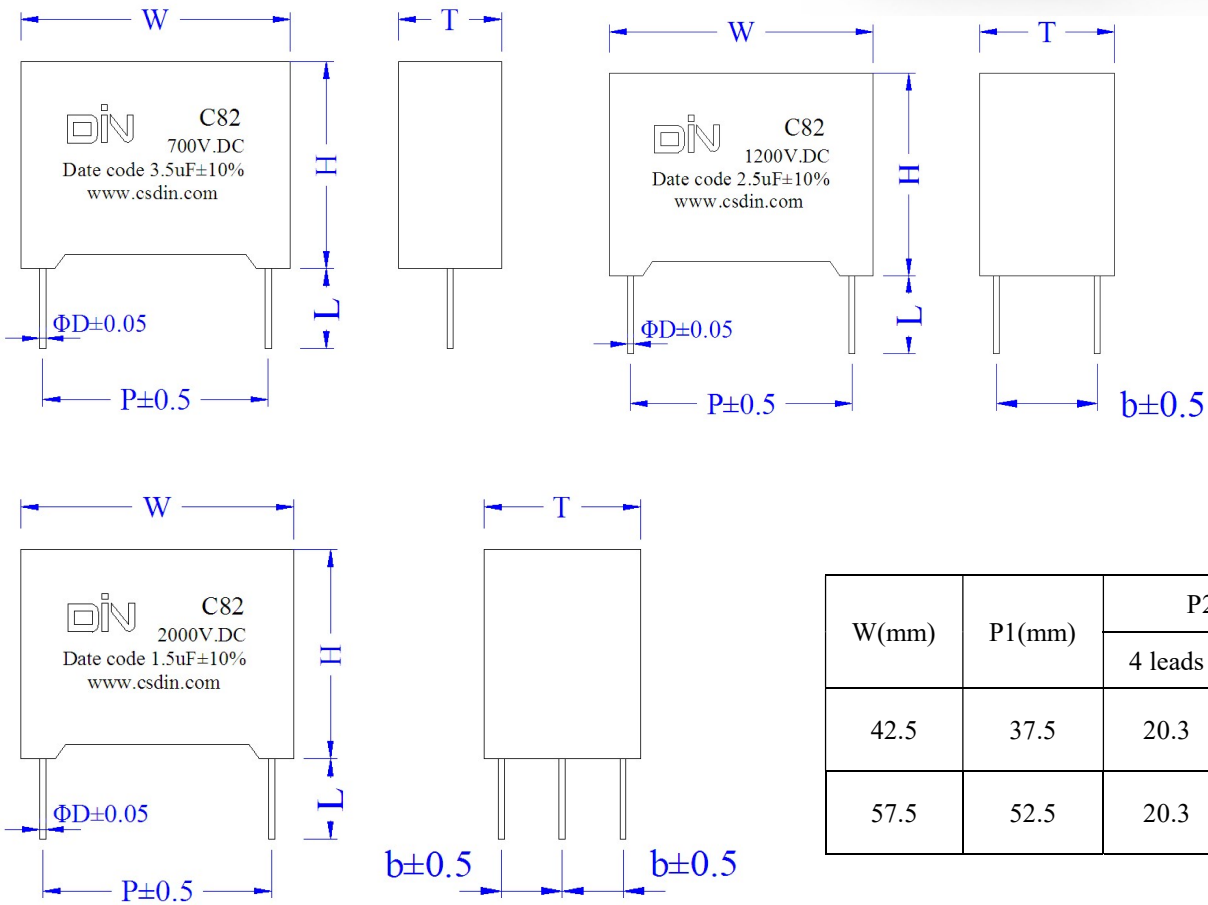 W
T
DiN
C82
700V.DC
Date code 3.5uF±10%
www.csdin.com
H
L
ΦD±0.05
P±0.5
W
T
DiN
C82
1200V.DC
Date code 2.5uF±10%
www.csdin.com
H
L
ΦD±0.05
P±0.5
b±0.5
W
T
DiN
C82
2000V.DC
Date code 1.5uF±10%
www.csdin.com
H
L
ΦD±0.05
P±0.5
b±0.5
b±0.5
W(mm) P1(mm) P2
4 leads
42.5 37.5 20.3
57.5 52.5 20.3